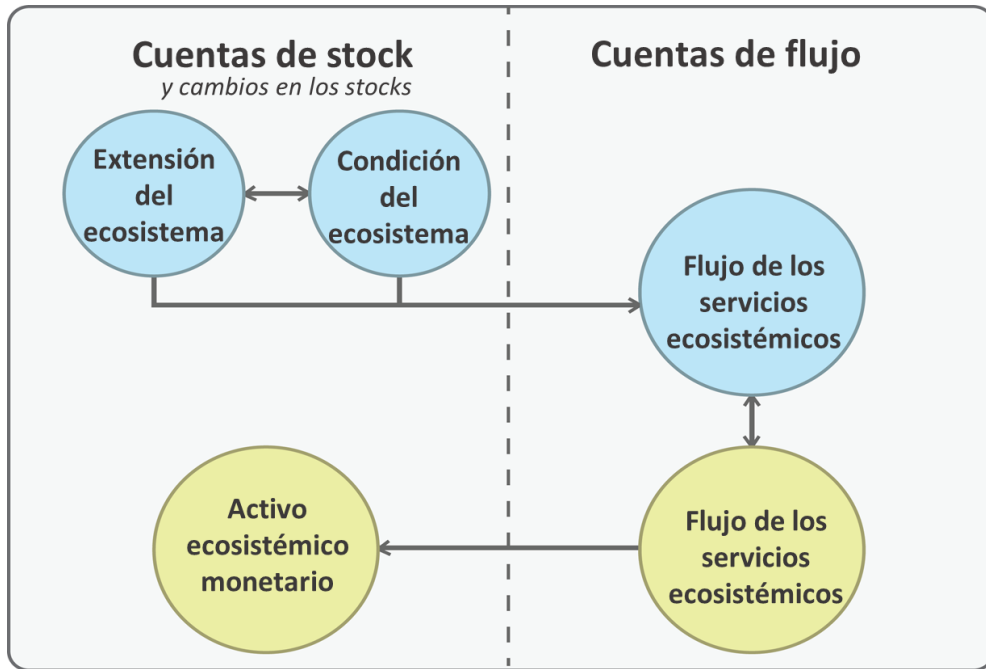 Cuentas de stock
y cambios en los stocks
Cuentas de flujo
Extensión
del
ecosistema
Condición
del
ecosistema
Flujo de los
servicios
ecosistémicos
Activo
ecosistémico
monetario
Flujo de los
servicios
ecosistémicos